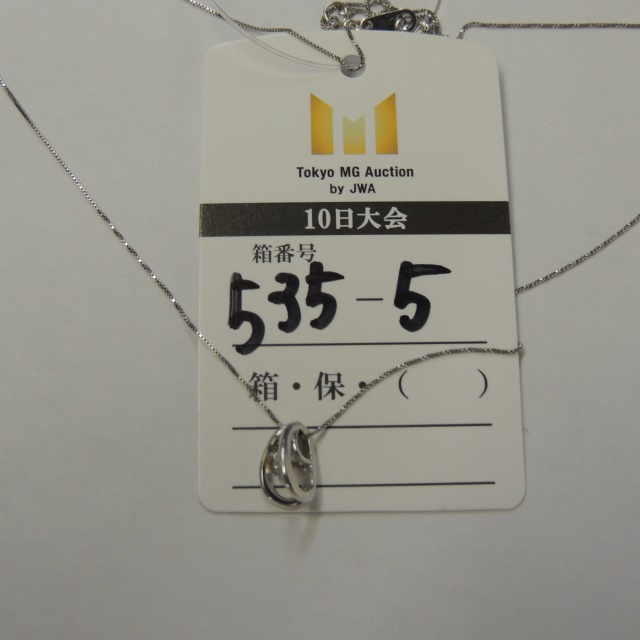 Tokyo MG Auction
by JWA
10日大会
箱番号
535-5
箱・保・(　)